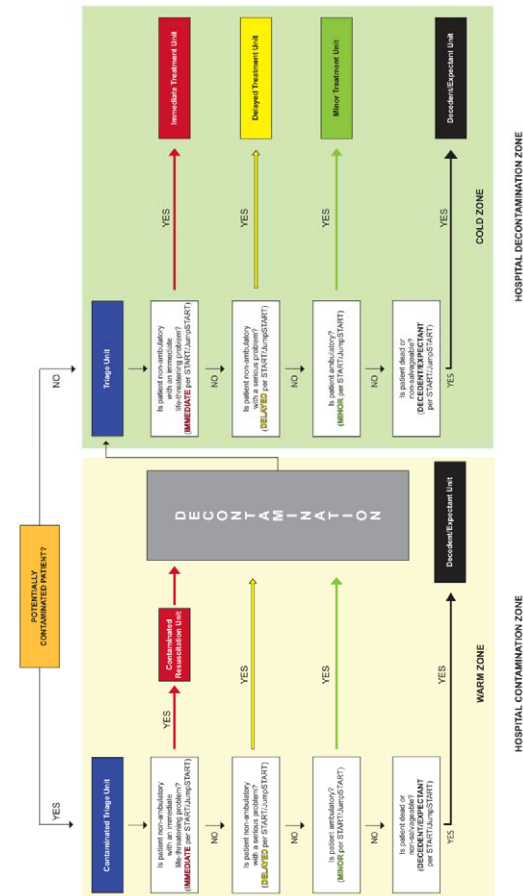 POTENTIALLY
CONTAMINATED PATIENT?
YES
NO
Contaminated Triage Unit
Is patient non-ambulatory
with an immediate
life-threatening problem?
(IMMEDIATE per START/JumpSTART)
YES
Contaminated
Resuscitation Unit
NO
Is patient non-ambulatory
with a serious problem?
(DELAYED per START/JumpSTART)
YES
NO
Is patient ambulatory?
(MINOR per START/JumpSTART)
YES
NO
Is patient dead or
non-salvageable?
(DECEDENT/EXPECTANT
per START/JumpSTART)
YES
YES
Decedent/Expectant Unit
DECONTAMINATION
WARM ZONE
HOSPITAL CONTAMINATION ZONE
Triage Unit
Is patient non-ambulatory
with an immediate
life-threatening problem?
(IMMEDIATE per START/JumpSTART)
YES
Immediate Treatment Unit
NO
Is patient non-ambulatory
with a serious problem?
(DELAYED per START/JumpSTART)
YES
Delayed Treatment Unit
NO
Is patient ambulatory?
(MINOR per START/JumpSTART)
YES
Minor Treatment Unit
NO
Is patient dead or
non-salvageable?
(DECEDENT/EXPECTANT
per START/JumpSTART)
YES
YES
Decedent/Expectant Unit
COLD ZONE
HOSPITAL DECONTAMINATION ZONE